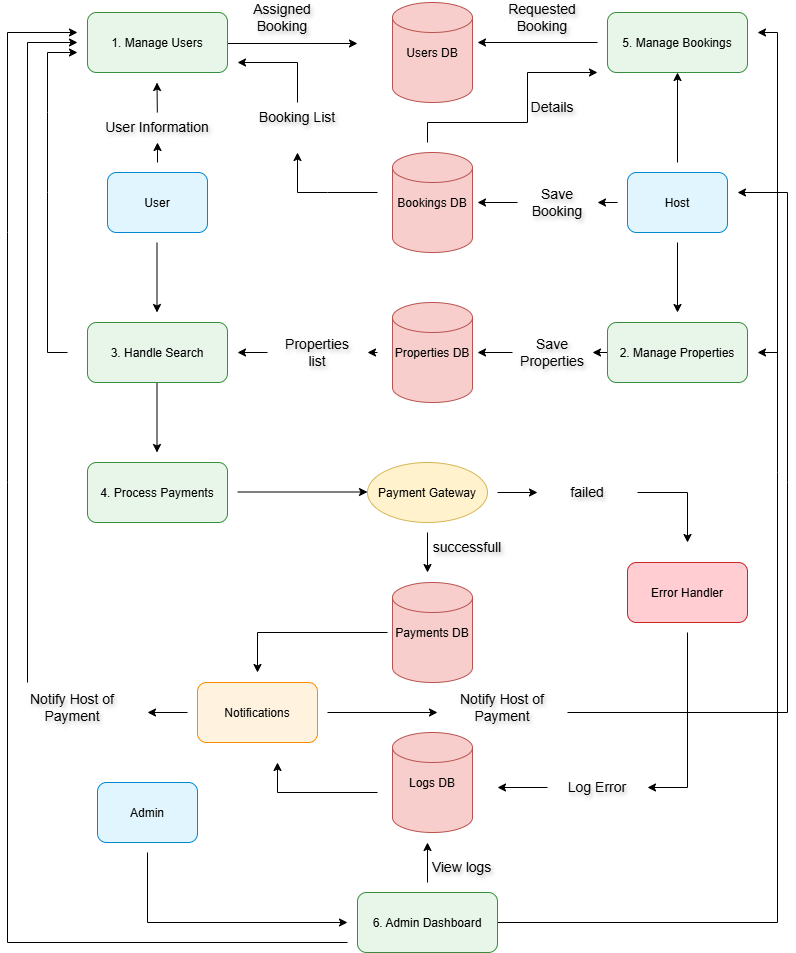 Assigned
Booking
Requested
Booking
1. Manage Users
Users DB
5. Manage Bookings
Booking List
Details
User Information
User
Bookings DB
Save
Booking
Host
3. Handle Search
Properties
list
Properties DB
Save
Properties
2. Manage Properties
4. Process Payments
Payment Gateway
failed
successfull
Error Handler
Payments DB
Notify Host of
Payment
Notifications
Notify Host of
Payment
Logs DB
Log Error
Admin
View logs
6. Admin Dashboard